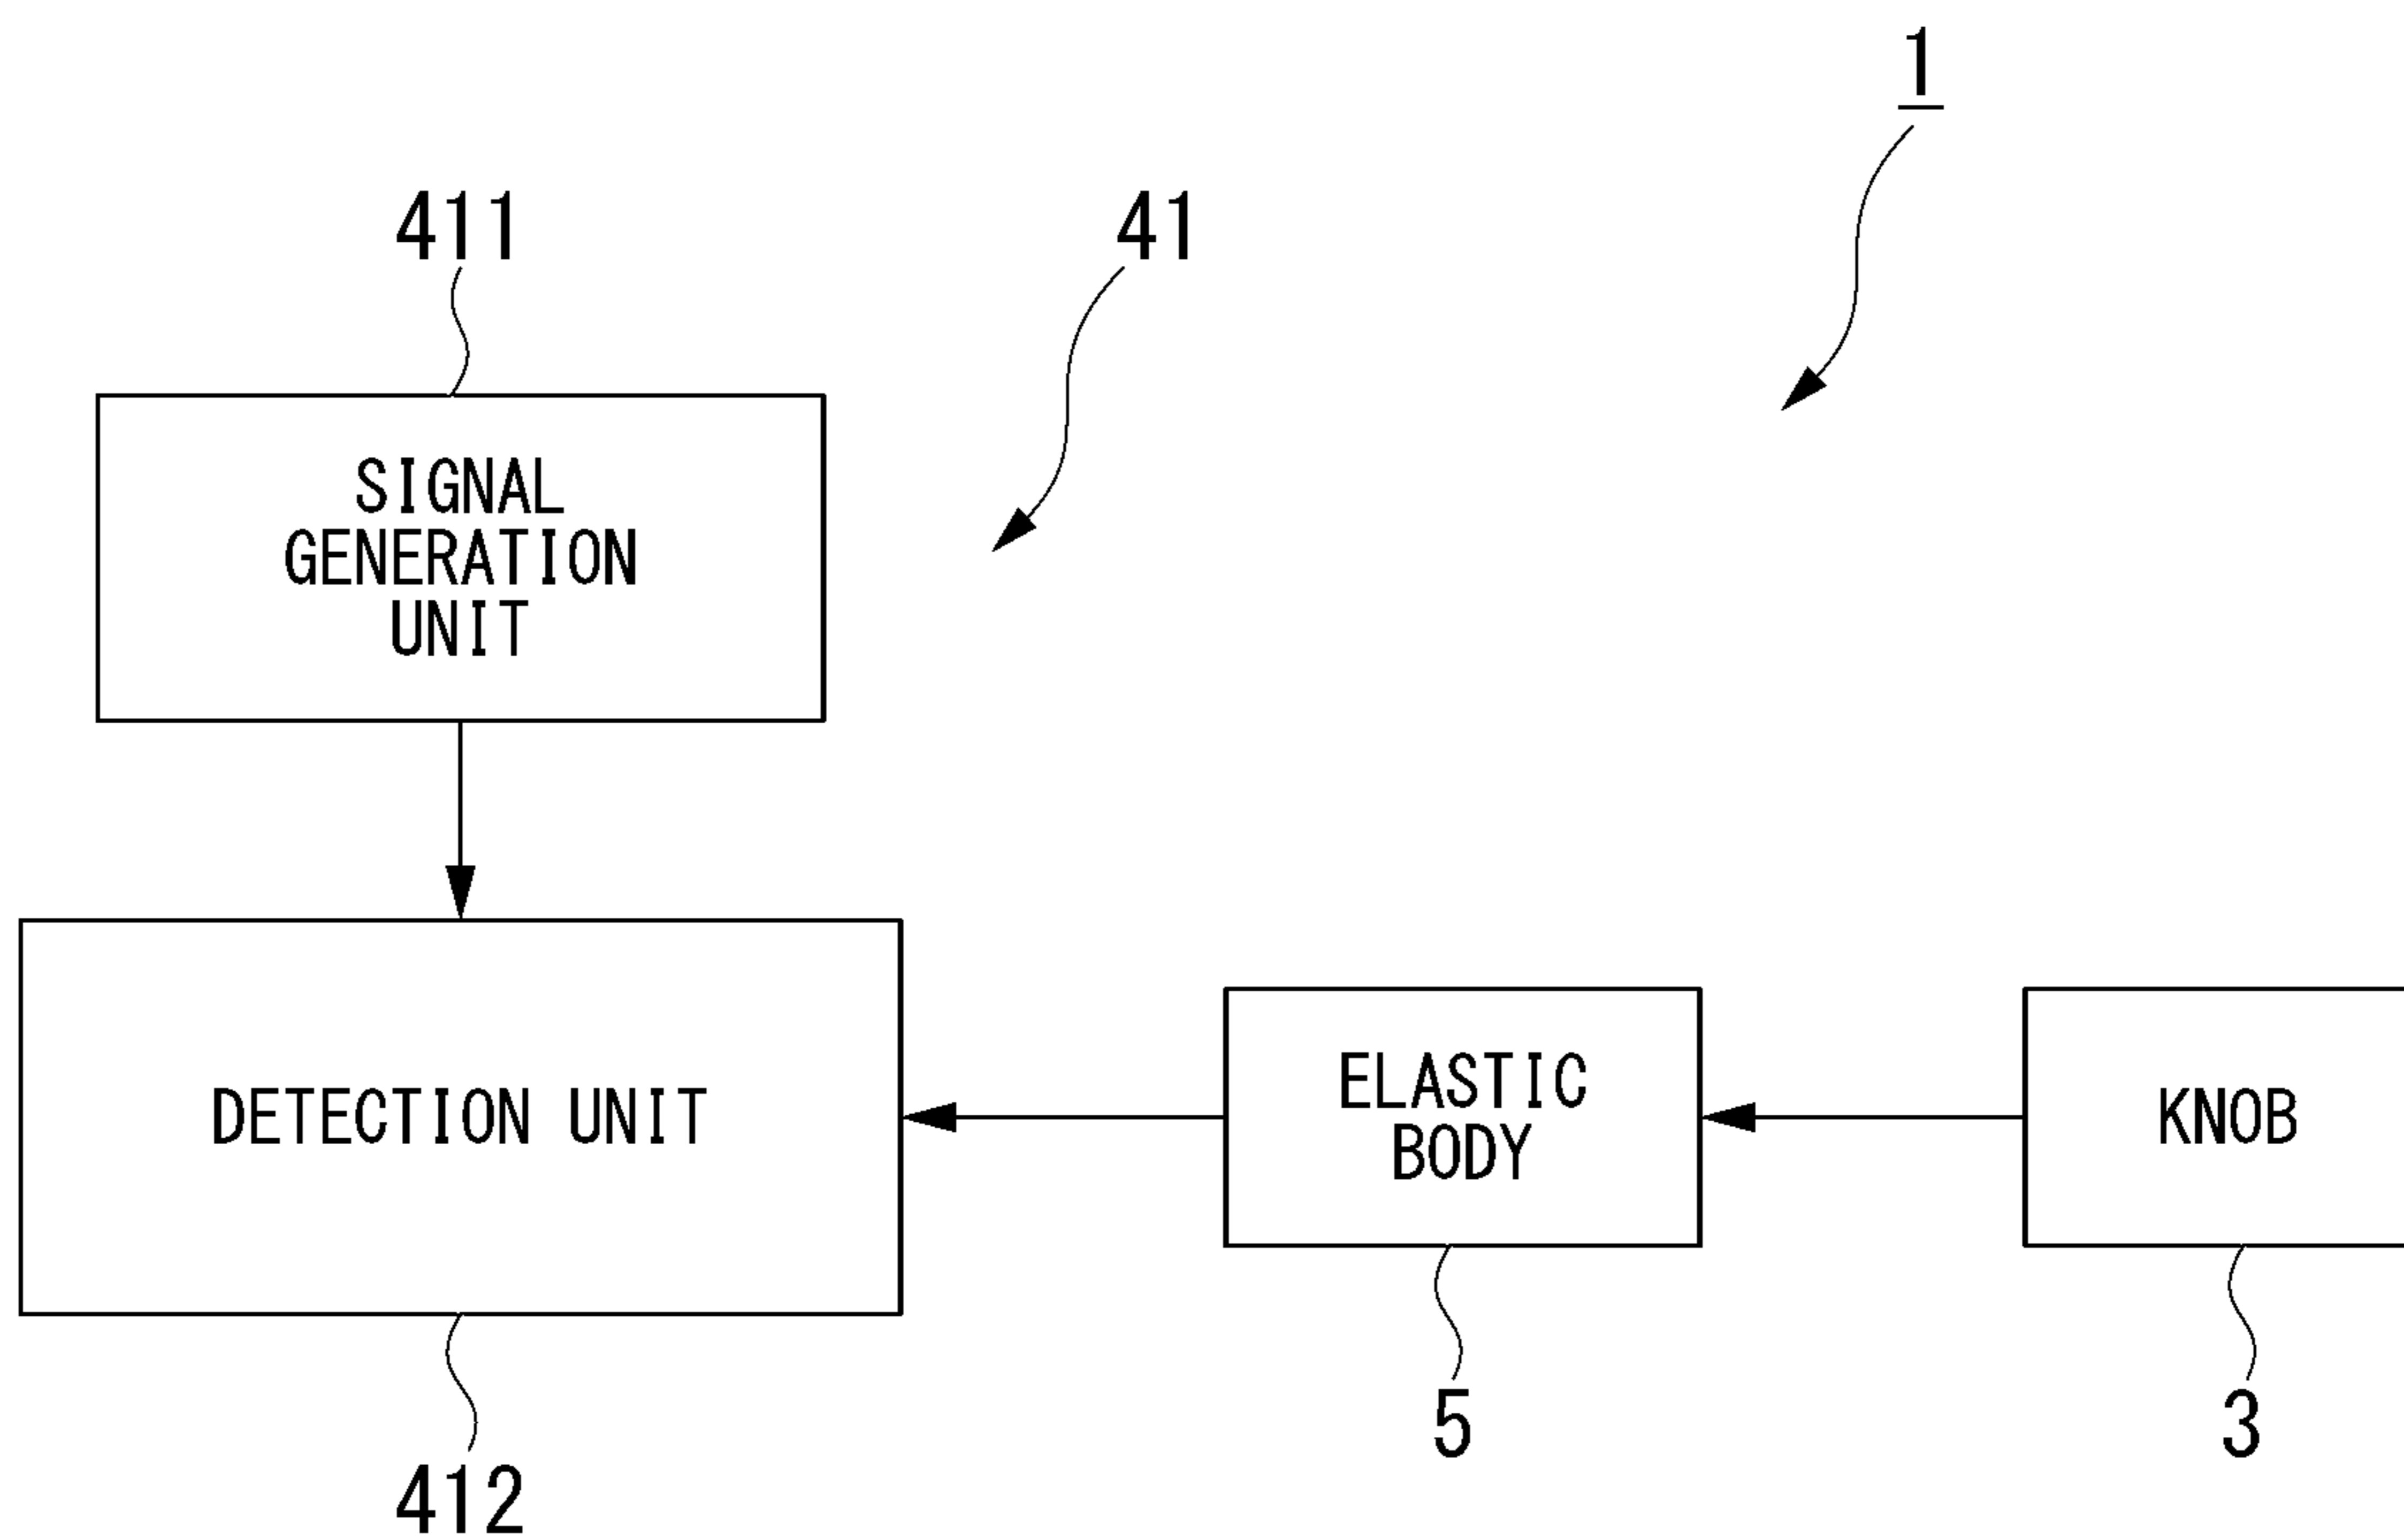 1
411
41
SIGNAL
GENERATION
UNIT
DETECTION UNIT
ELASTIC
BODY
KNOB
5
3
412